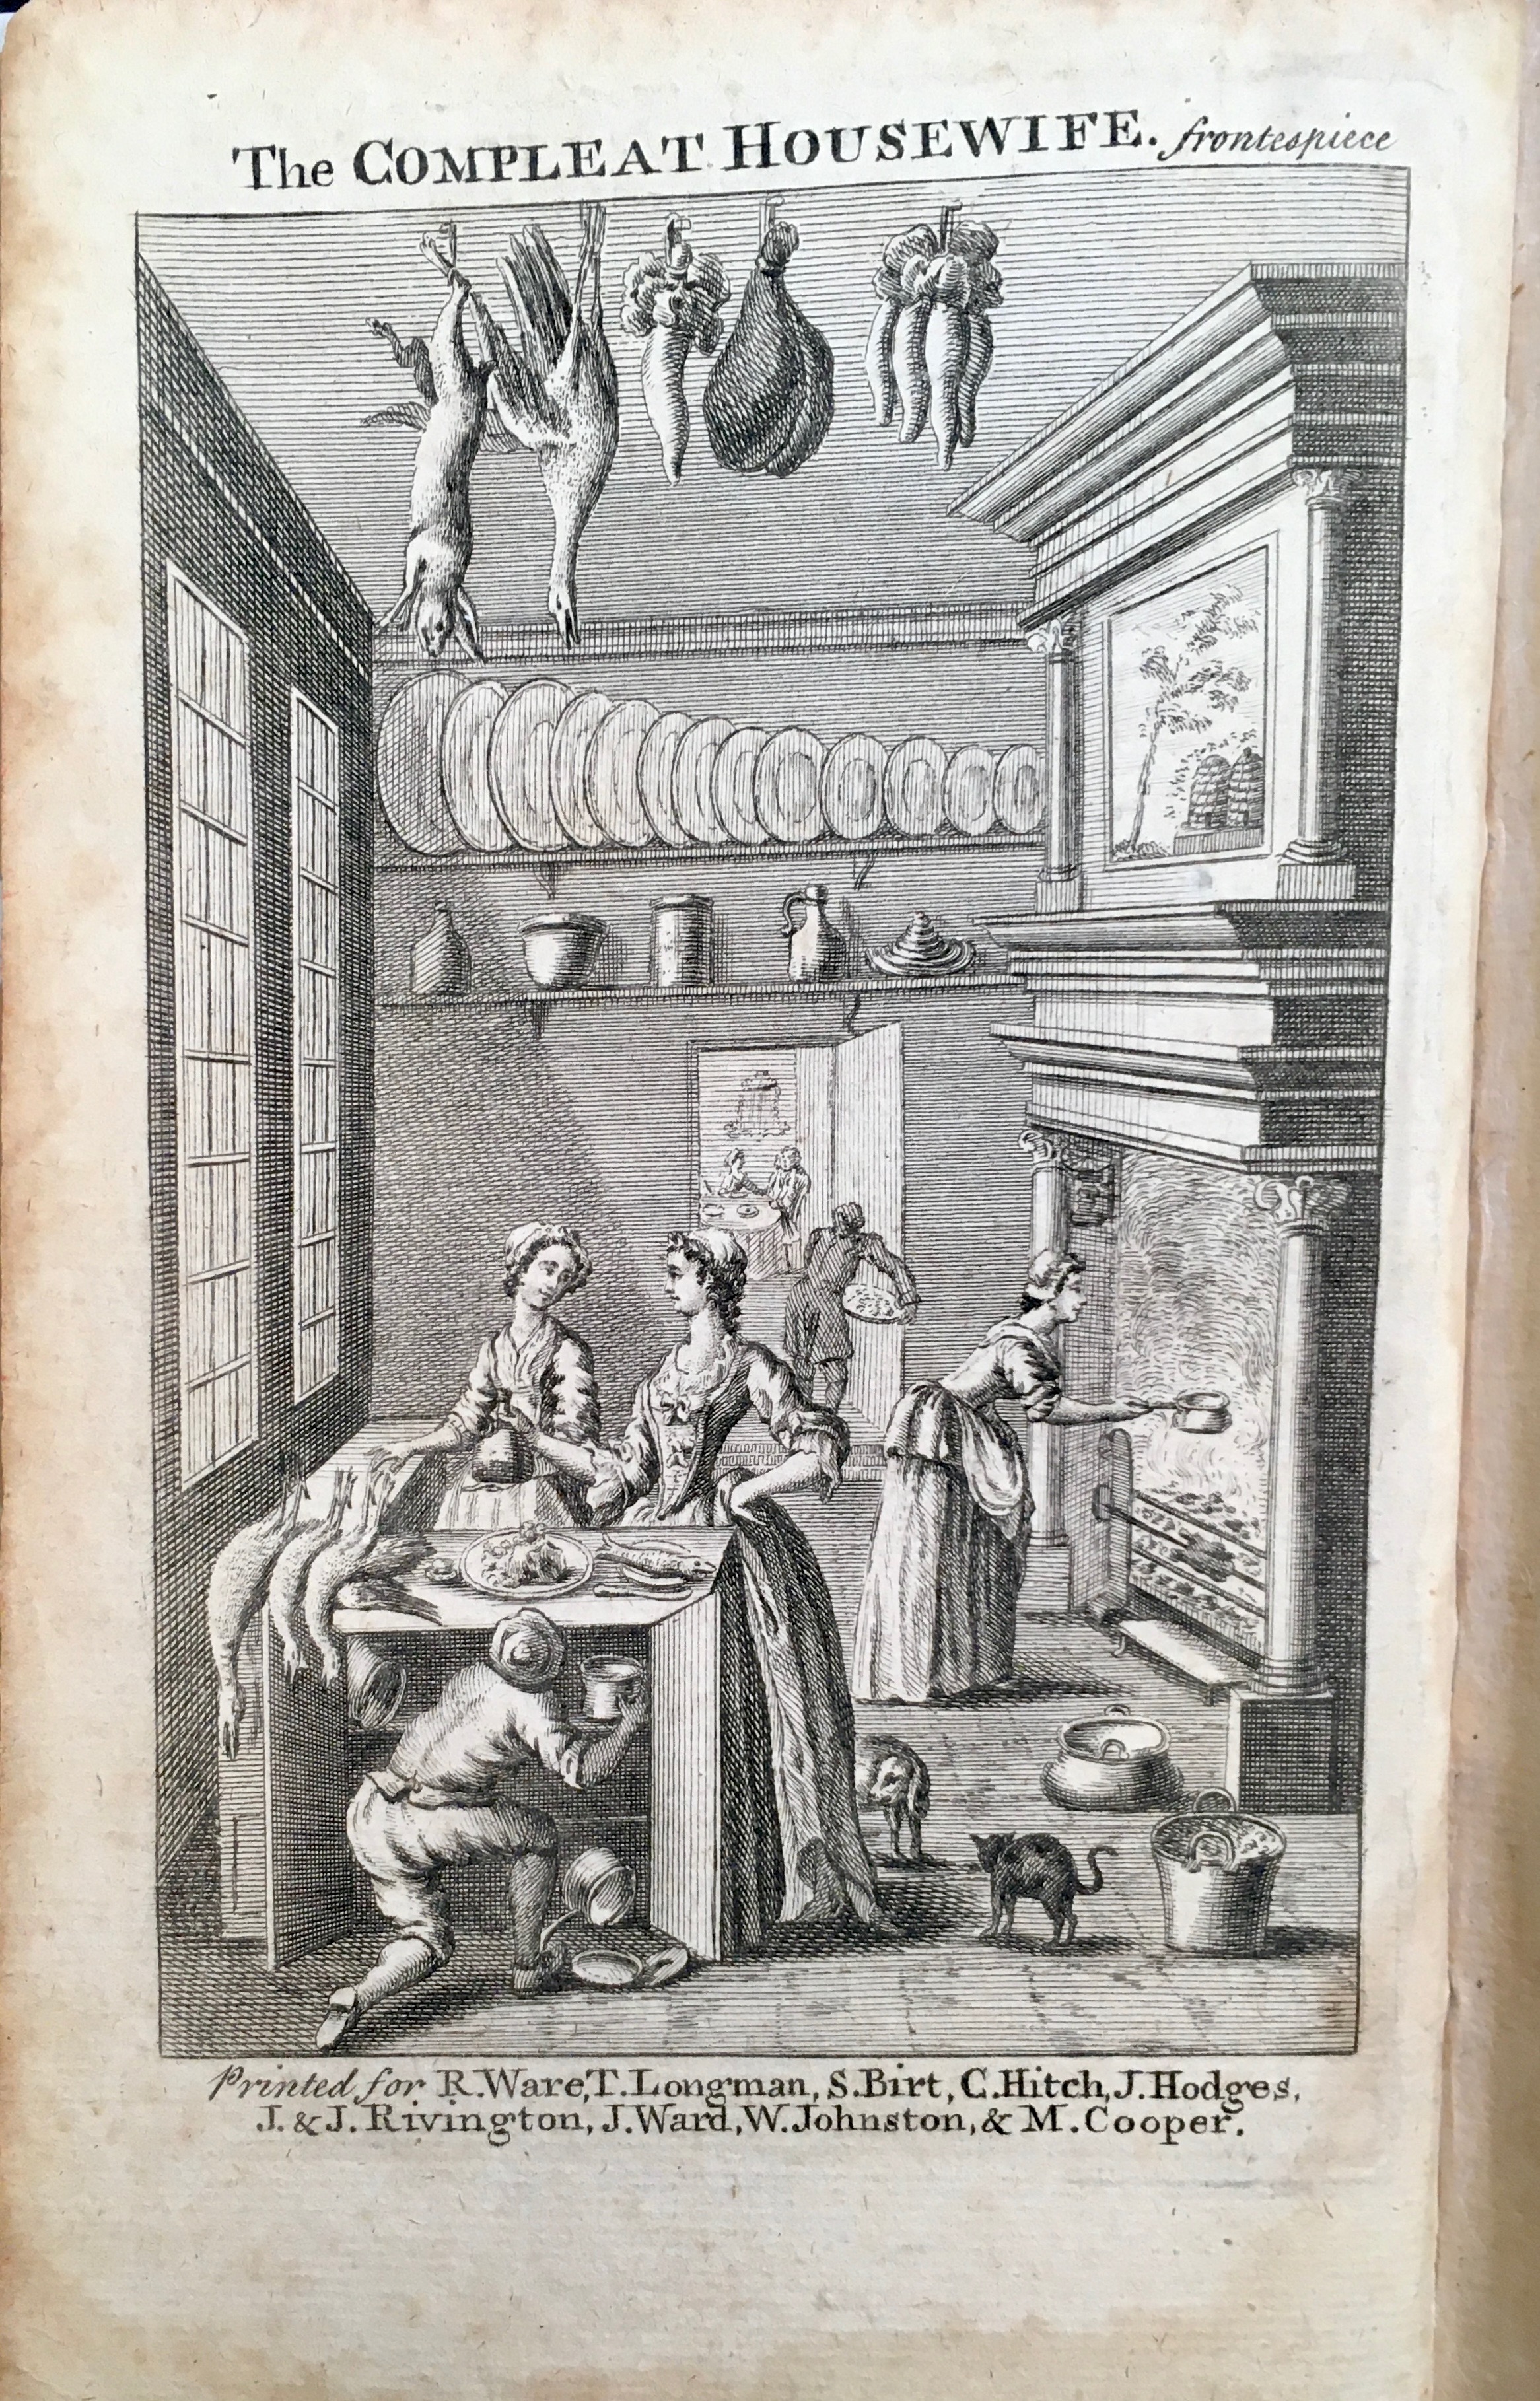 The COMPLEAT HOUSEWIFE. frontespiece
Printed for R. Ware, T. Longman, S. Birt, C. Hitch, J. Hodges,
J. & J. Rivington, J. Ward, W. Johnston, & M. Cooper.